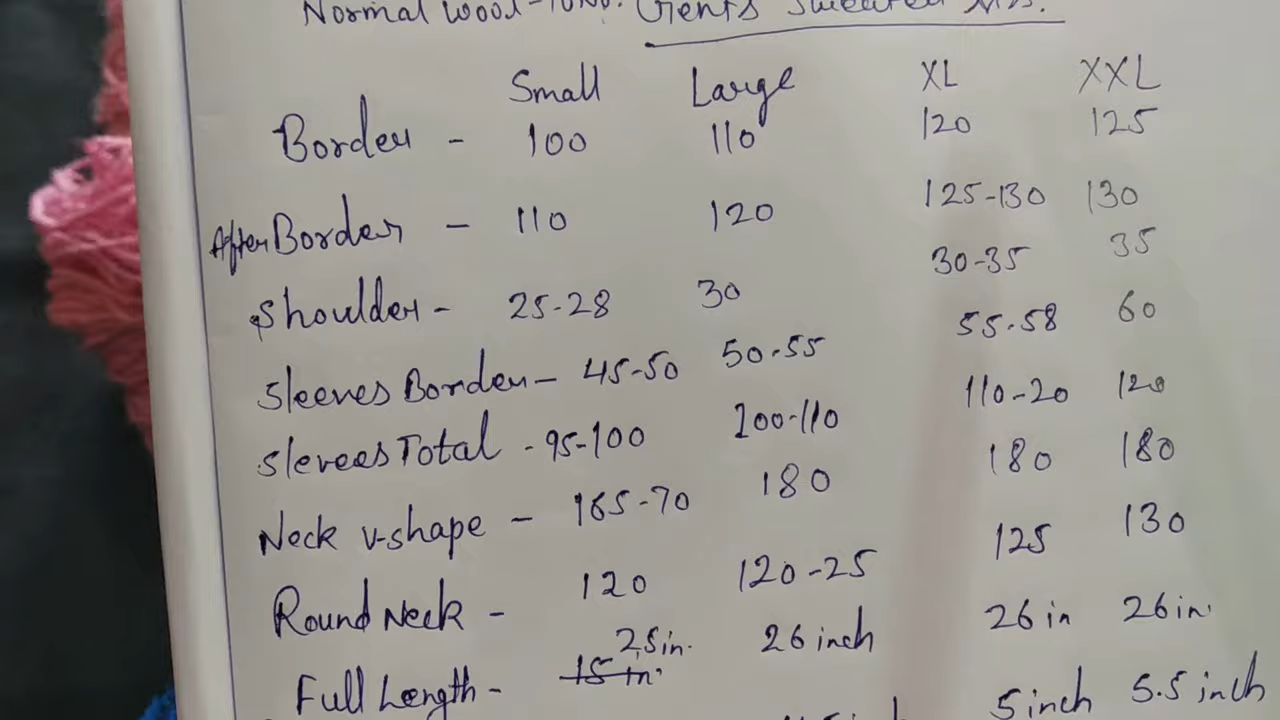 Normal Wool - 10No. Gents Sweater
Small Large XL XXL
Border - 100 110 120 125
After Border - 110 120 125-130 130
Shoulder - 25-28 30 30-35 35
Sleeves Border - 45-50 50-55 55-58 60
Slevees Total - 95-100 100-110 110-20 120
Neck v-shape - 165-70 180 180 180
Round Neck - 120 120-25 125 130
Full Length - 15 in. 25in. 26 inch 26 in 26 in.
5 inch 5.5 inch